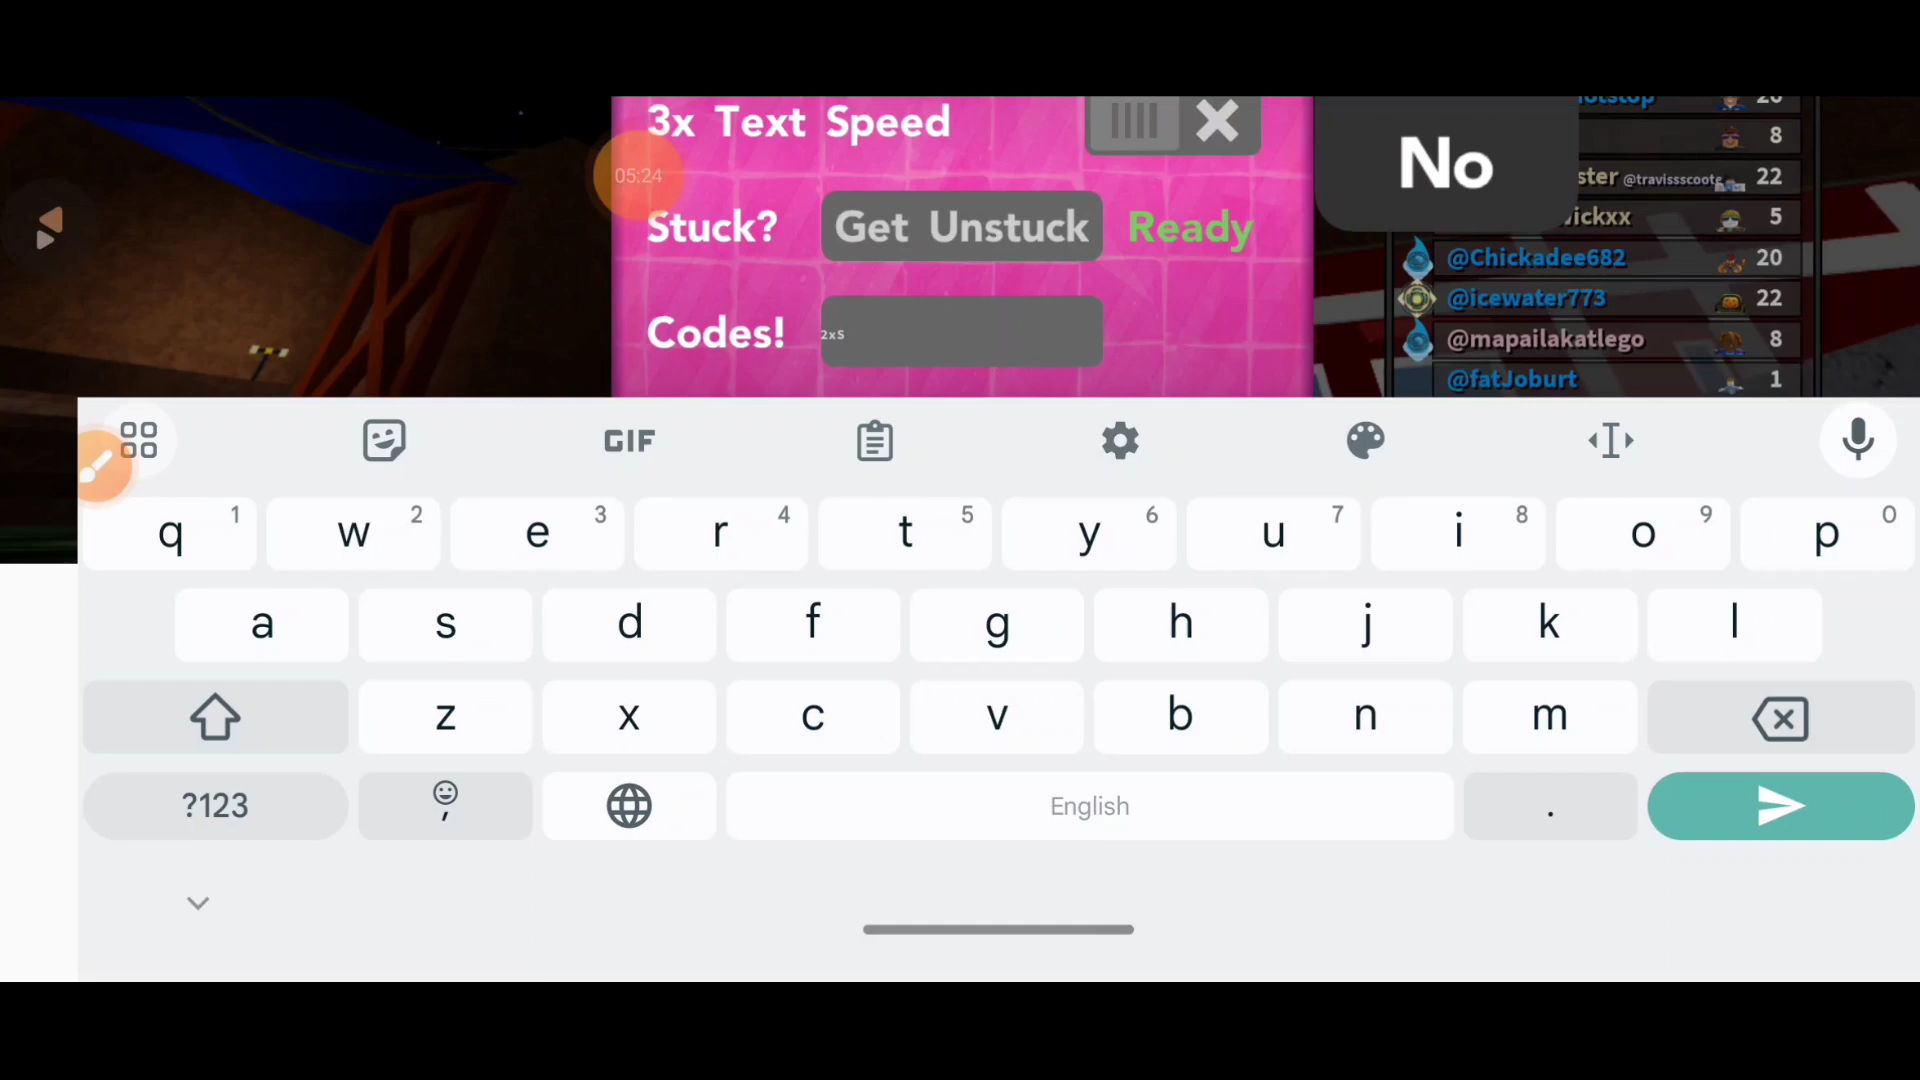 3x Text Speed
No
05:24
Stuck? Get Unstuck Ready
Codes! 2xS
8
ster @travissscoote 22
ickxx 5
@Chickadee682 20
@icewater773 22
@mapailakatlego 8
@fatJoburt 1
GIF
q 1 w 2 e 3 r 4 t 5 y 6 u 7 i 8 o 9 p 0
a s d f g h j k l
z x c v b n m
?123 , English .